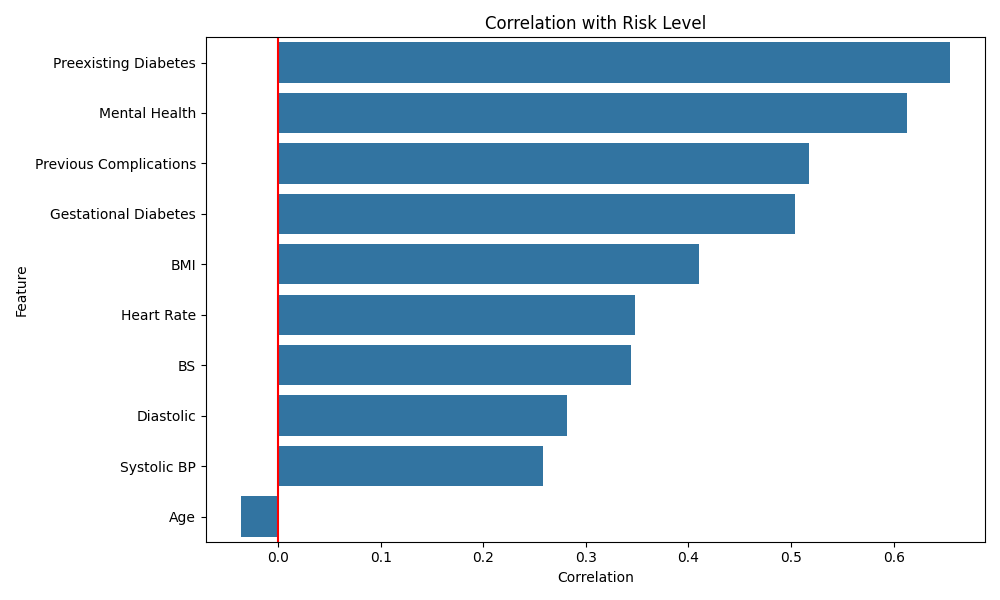 Correlation with Risk Level
Feature
Preexisting Diabetes
Mental Health
Previous Complications
Gestational Diabetes
BMI
Heart Rate
BS
Diastolic
Systolic BP
Age
0.0 0.1 0.2 0.3 0.4 0.5 0.6
Correlation